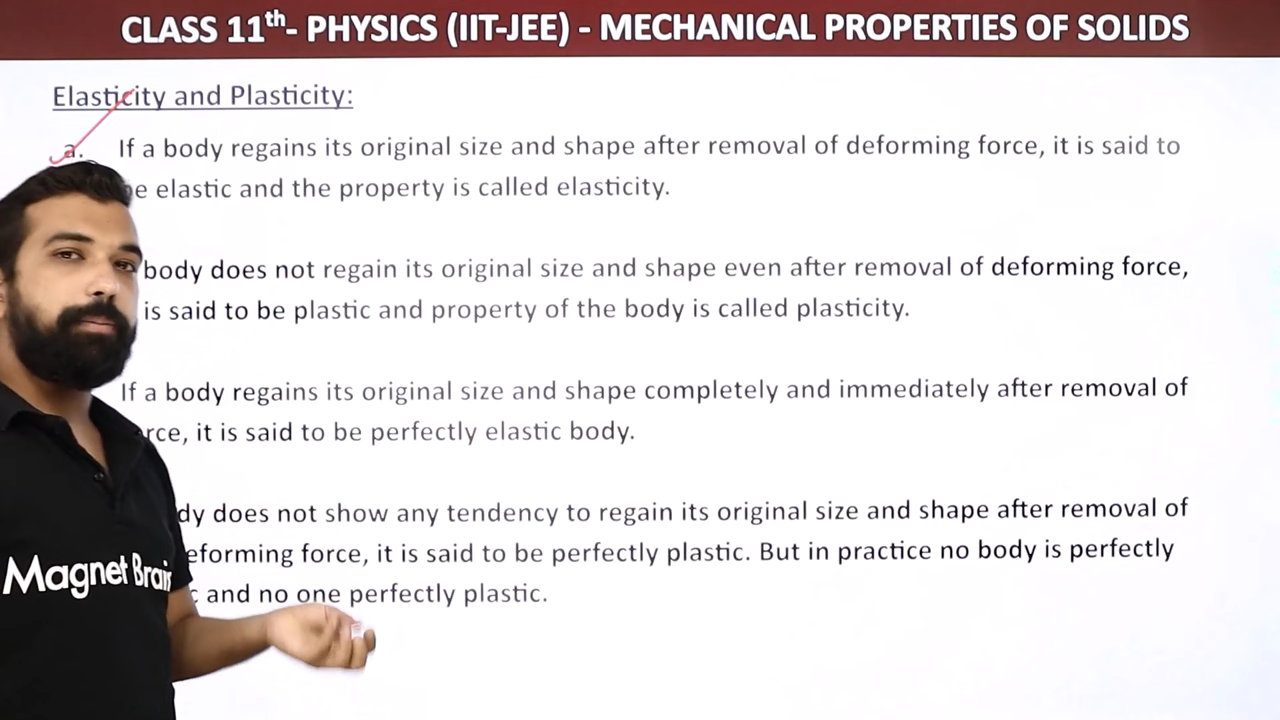 CLASS 11th- PHYSICS (IIT-JEE) - MECHANICAL PROPERTIES OF SOLIDS
Elasticity and Plasticity:
a. If a body regains its original size and shape after removal of deforming force, it is said to
e elastic and the property is called elasticity.
body does not regain its original size and shape even after removal of deforming force,
is said to be plastic and property of the body is called plasticity.
If a body regains its original size and shape completely and immediately after removal of
rce, it is said to be perfectly elastic body.
dy does not show any tendency to regain its original size and shape after removal of
eforming force, it is said to be perfectly plastic. But in practice no body is perfectly
c and no one perfectly plastic.
Magnet Brain